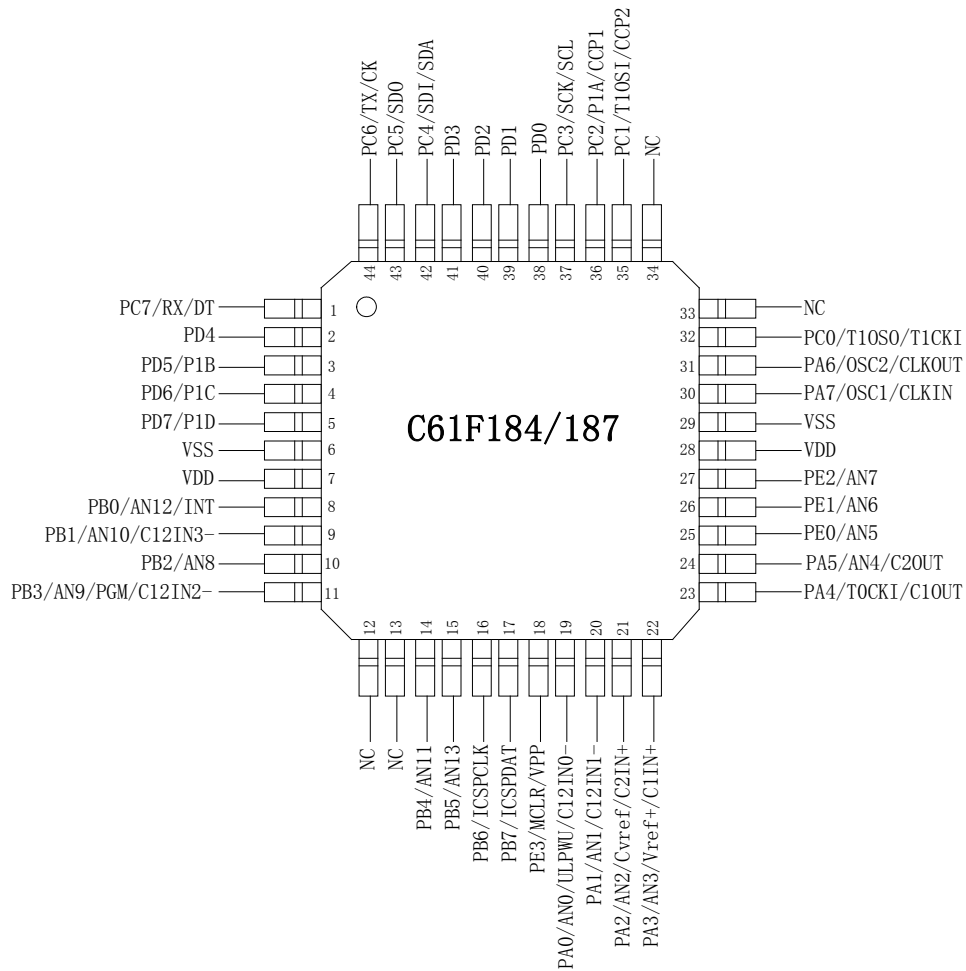 PC6/TX/CK
PC5/SDO
PC4/SDI/SDA
PD3
PD2
PD1
PD0
PC3/SCK/SCL
PC2/P1A/CCP1
PC1/T1OSI/CCP2
NC
44
43
42
41
40
39
38
37
36
35
34
PC7/RX/DT
1
PD4
2
PD5/P1B
3
PD6/P1C
4
PD7/P1D
5
VSS
6
VDD
7
PB0/AN12/INT
8
PB1/AN10/C12IN3-
9
PB2/AN8
10
PB3/AN9/PGM/C12IN2-
11
C61F184/187
33
NC
32
PC0/T1OSO/T1CKI
31
PA6/OSC2/CLKOUT
30
PA7/OSC1/CLKIN
29
VSS
28
VDD
27
PE2/AN7
26
PE1/AN6
25
PE0/AN5
24
PA5/AN4/C2OUT
23
PA4/T0CKI/C1OUT
12
13
14
15
16
17
18
19
20
21
22
NC
NC
PB4/AN11
PB5/AN13
PB6/ICSPCLK
PB7/ICSPDAT
PE3/MCLR/VPP
PA0/AN0/ULPWU/C12IN0-
PA1/AN1/C12IN1-
PA2/AN2/Cvref/C2IN+
PA3/AN3/Vref+/C1IN+